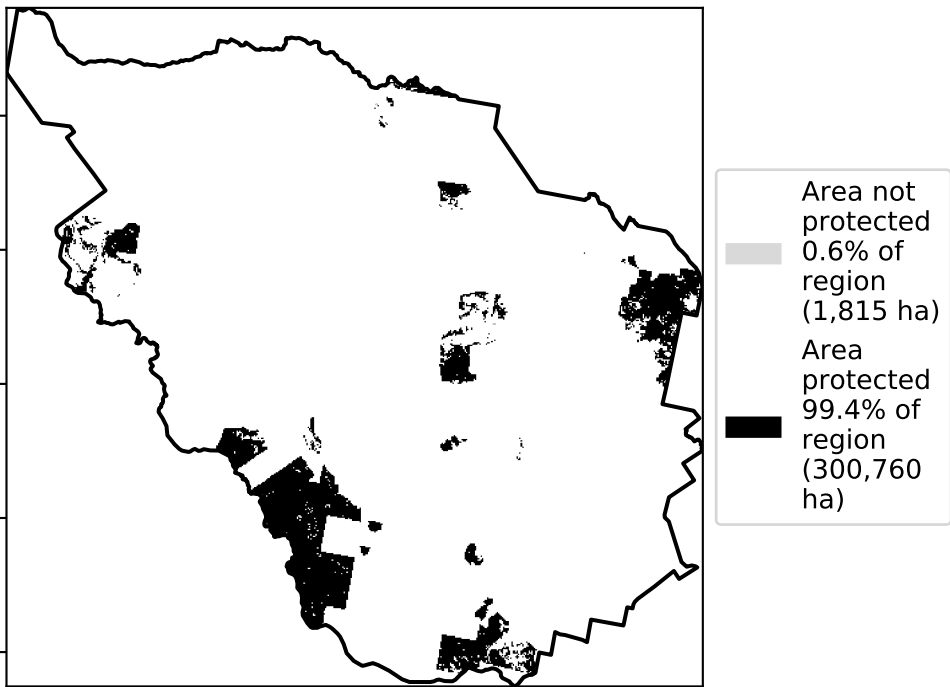 Area not
protected
0.6% of
region
(1,815 ha)
Area
protected
99.4% of
region
(300,760
ha)